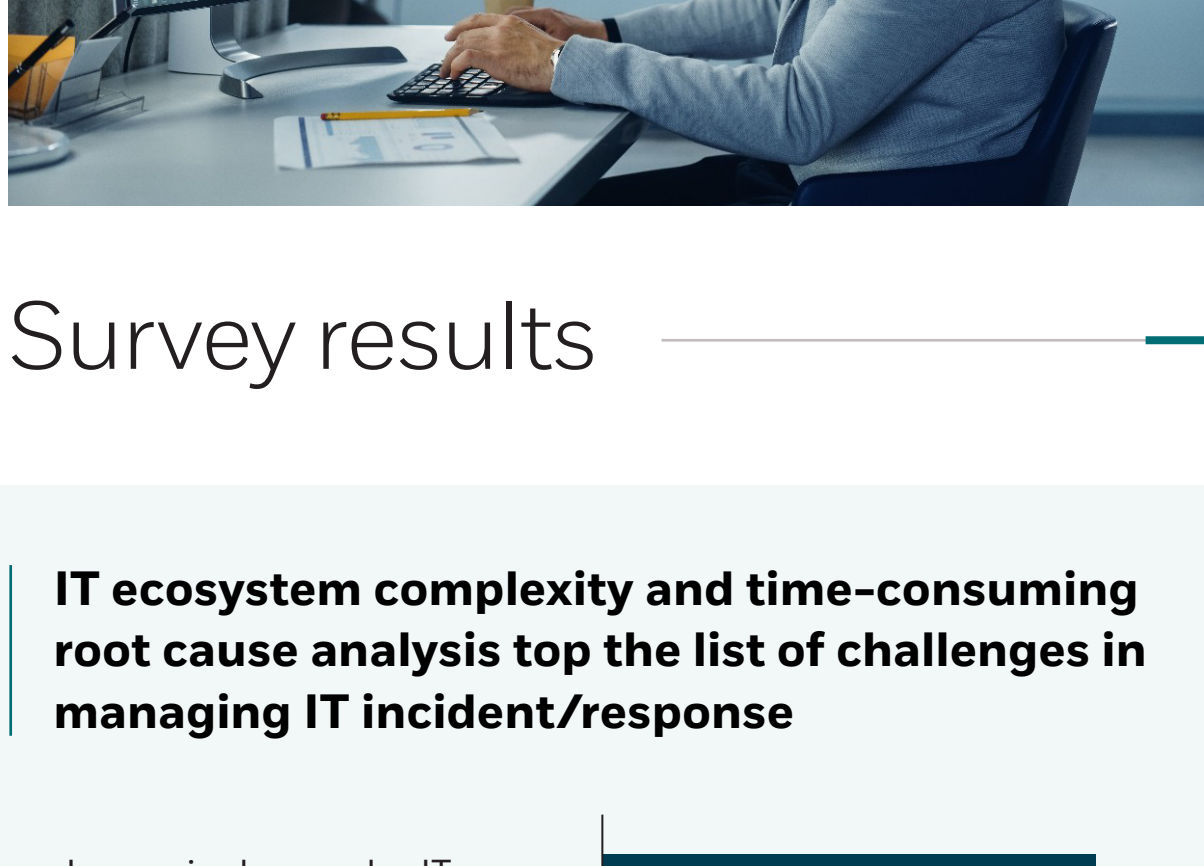 Survey results
IT ecosystem complexity and time-consuming
root cause analysis top the list of challenges in
managing IT incident/response
IT